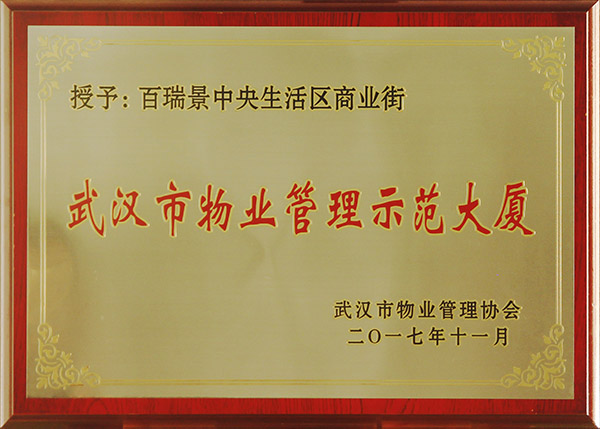 授予：百瑞景中央生活区商业街
武汉市物业管理示范大厦
武汉市物业管理协会
二〇一七年十一月